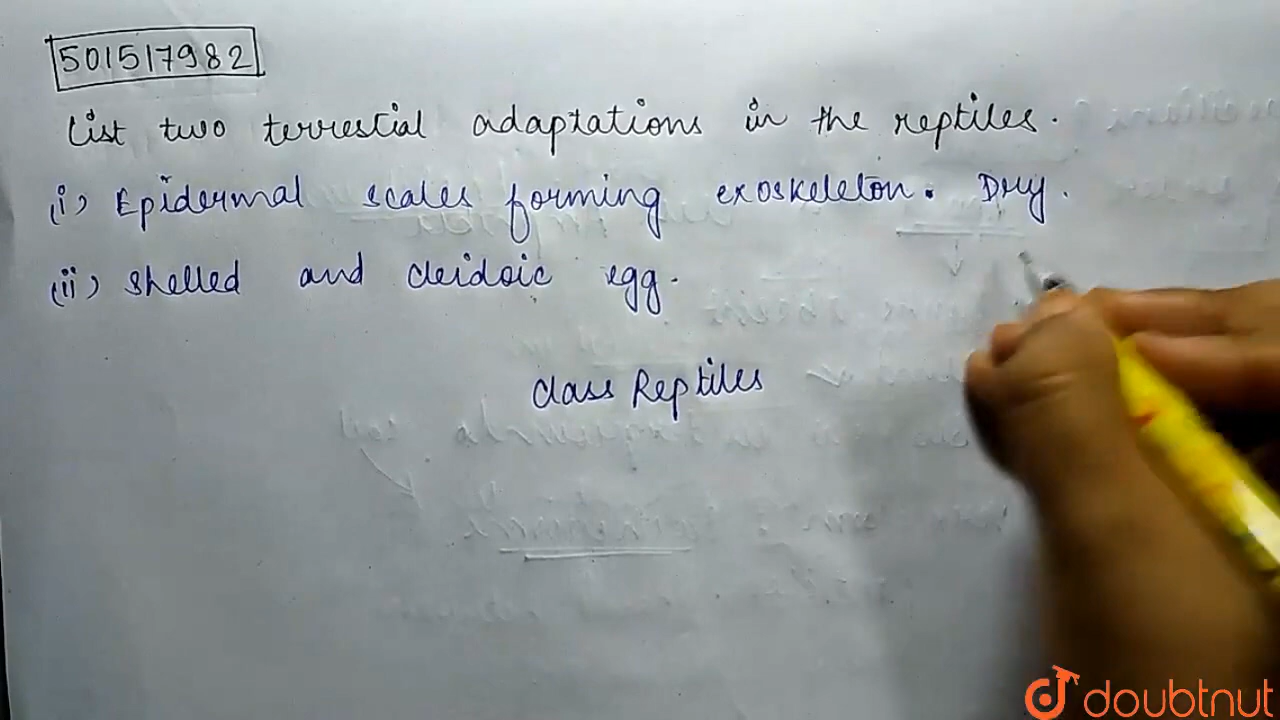 501517982
List two terrestial adaptations in the reptiles.
(i) Epidermal scales forming exoskeleton. Dry.
(ii) Shelled and cleidoic egg.
class Reptiles
doubtnut